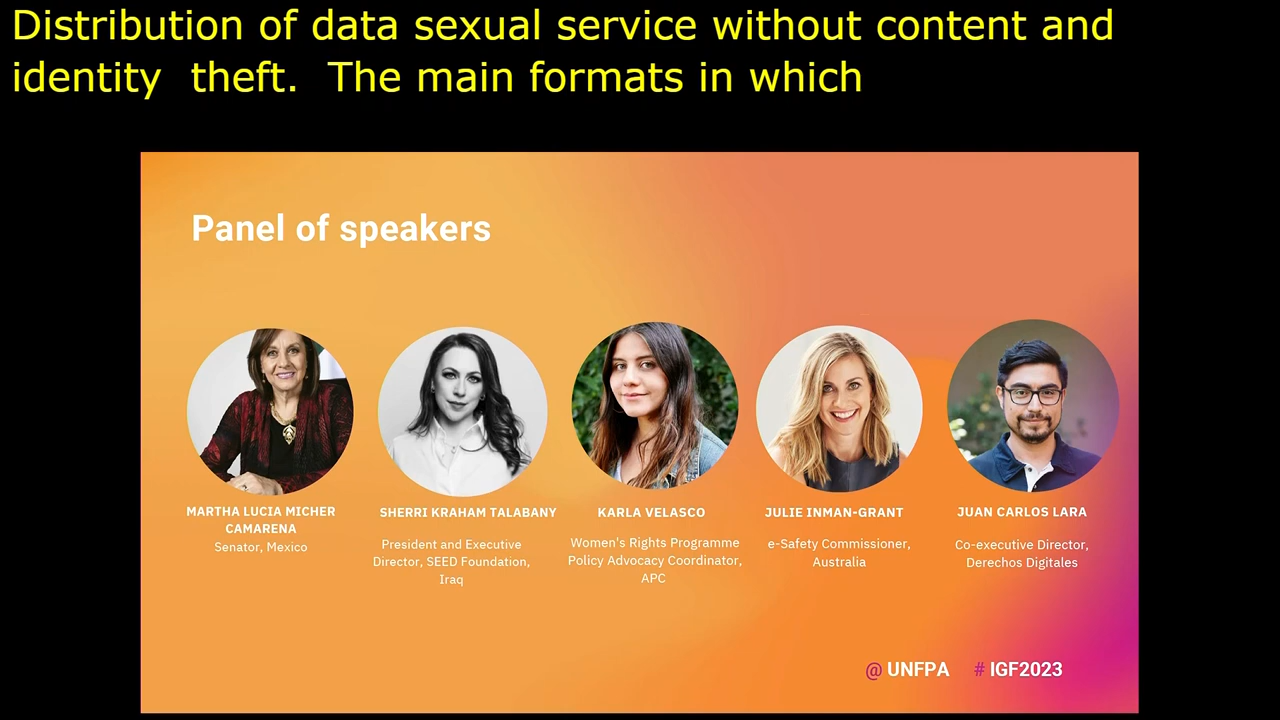 Distribution of data sexual service without content and
identity  theft.  The main formats in which
Panel of speakers
MARTHA LUCIA MICHER
CAMARENA
Senator, Mexico
SHERRI KRAHAM TALABANY
President and Executive
Director, SEED Foundation,
Iraq
KARLA VELASCO
Women's Rights Programme
Policy Advocacy Coordinator,
APC
JULIE INMAN-GRANT
e-Safety Commissioner,
Australia
JUAN CARLOS LARA
Co-executive Director,
Derechos Digitales
@ UNFPA # IGF2023